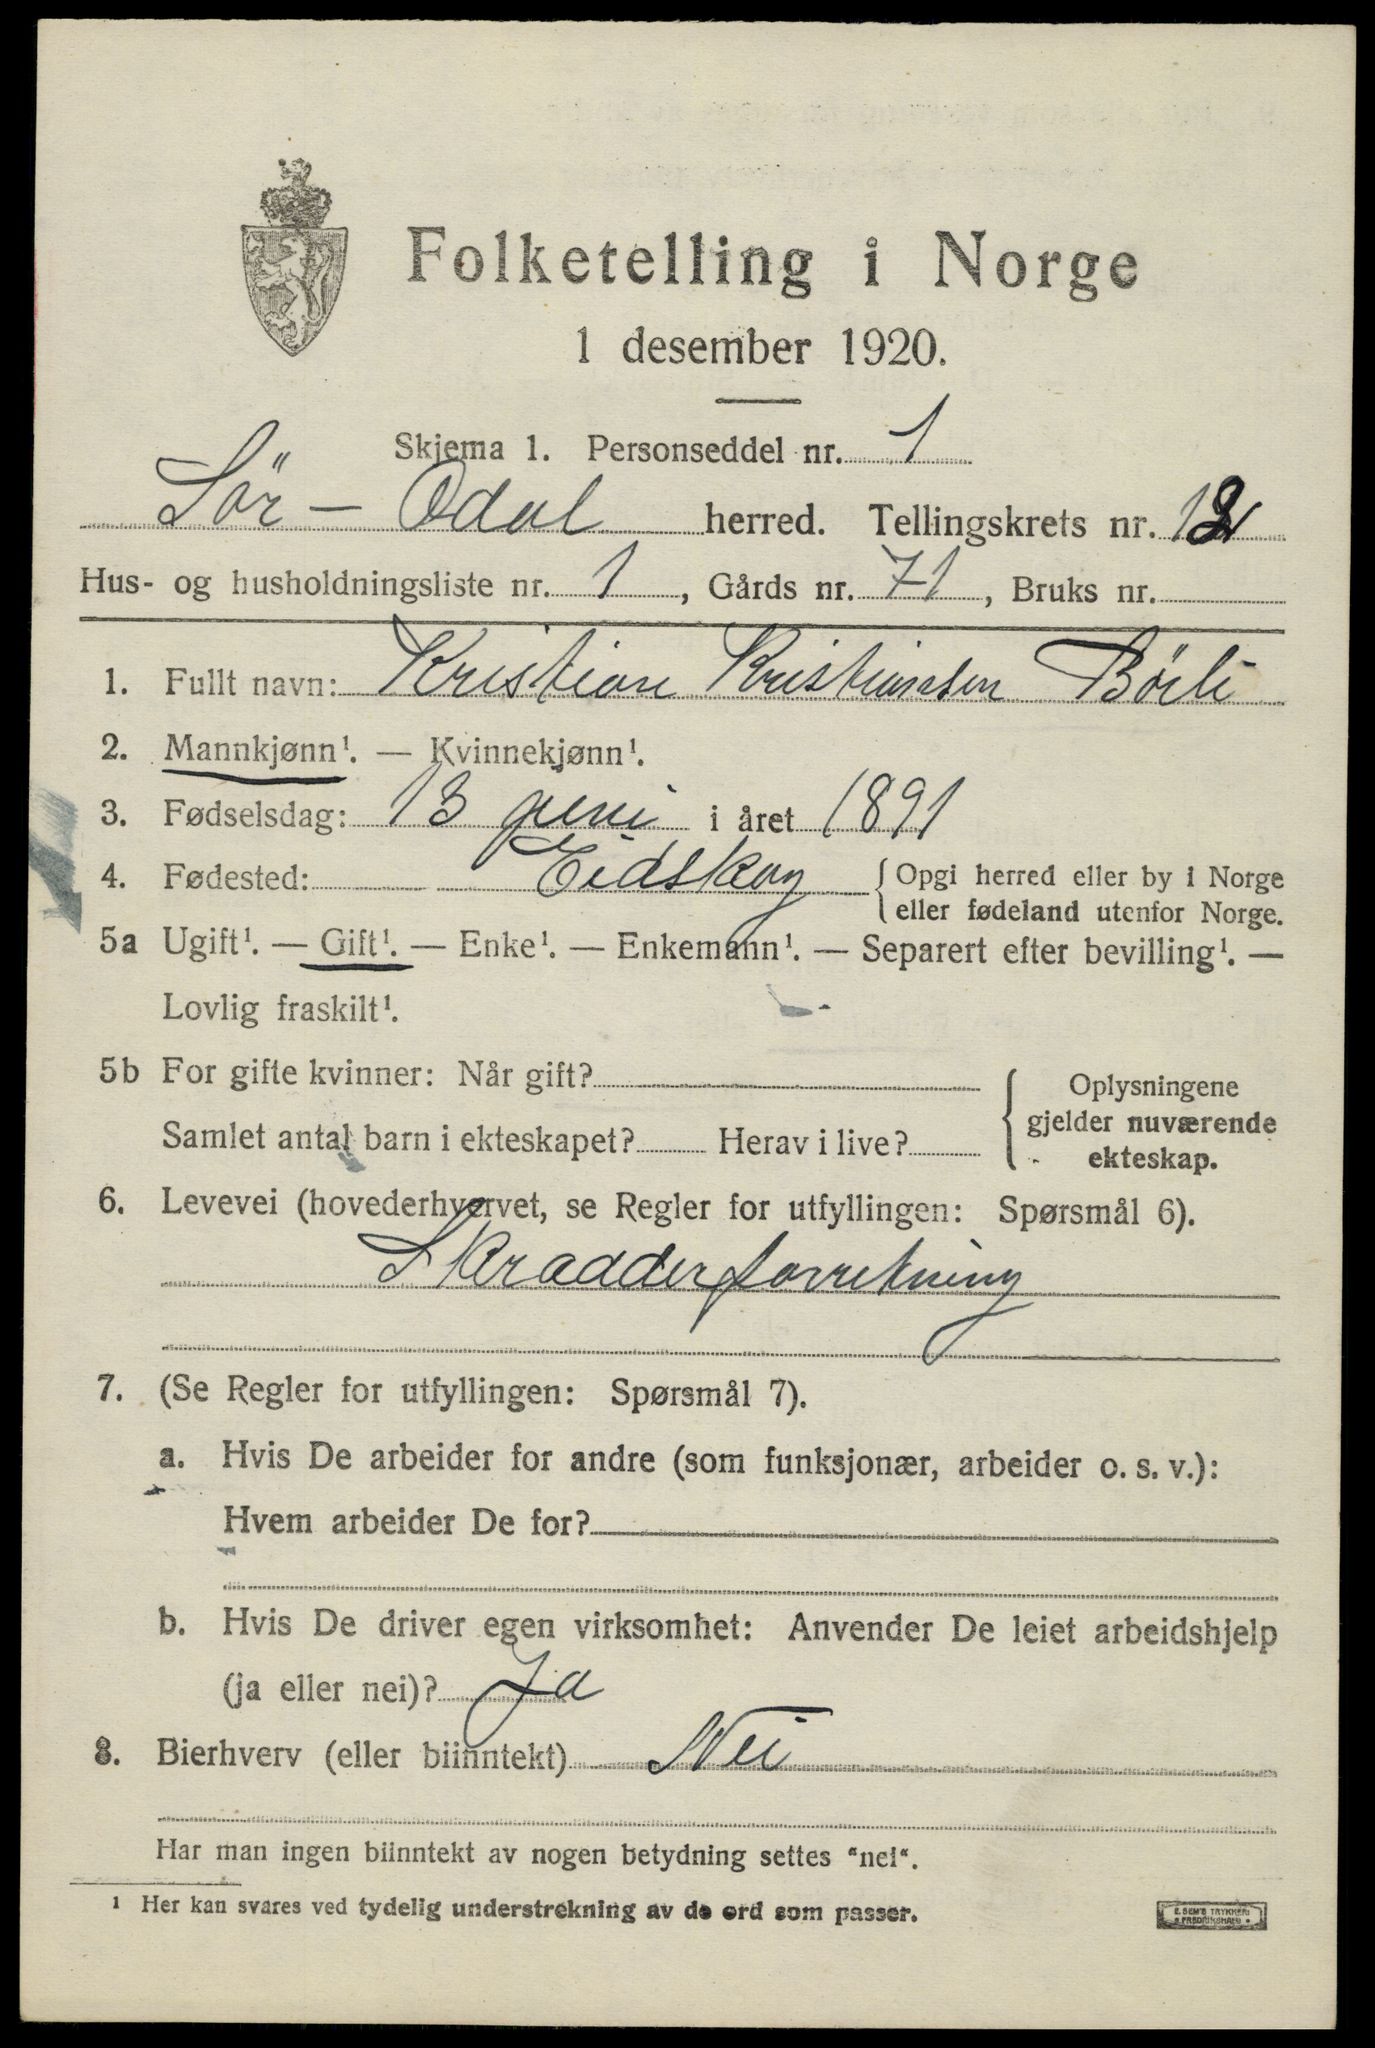 Folketelling i Norge
1 desember 1920.
Skjema 1. Personseddel nr. 1
Sör - Odal herred. Tellingskrets nr. 12
Hus- og husholdningsliste nr. 1, Gårds nr. 71, Bruks nr.
1. Fullt navn: Kristian Kristiansen Börli
2. Mannkjønn¹. — Kvinnekjønn¹.
3. Fødselsdag: 13 juni i året 1891
4. Fødested: Eidskog {Opgi herred eller by i Norge
eller fødeland utenfor Norge.
5a Ugift¹. — Gift¹. — Enke¹. — Enkemann¹. — Separert efter bevilling¹. —
Lovlig fraskilt¹.
5b For gifte kvinner: Når gift?
Samlet antal barn i ekteskapet? Herav i live?
{ Oplysningene
gjelder nuværende
ekteskap.
6. Levevei (hovederhvervet, se Regler for utfyllingen: Spørsmål 6).
Skradderforretning
7. (Se Regler for utfyllingen: Spørsmål 7).
a. Hvis De arbeider for andre (som funksjonær, arbeider o. s. v.):
Hvem arbeider De for?
b. Hvis De driver egen virksomhet: Anvender De leiet arbeidshjelp
(ja eller nei)? Ja
8. Bierhverv (eller biinntekt) Nei
Har man ingen biinntekt av nogen betydning settes "nei".
¹ Her kan svares ved tydelig understrekning av de ord som passer.
E. SEM'S TRYKKERI
FREDRIKSHALD